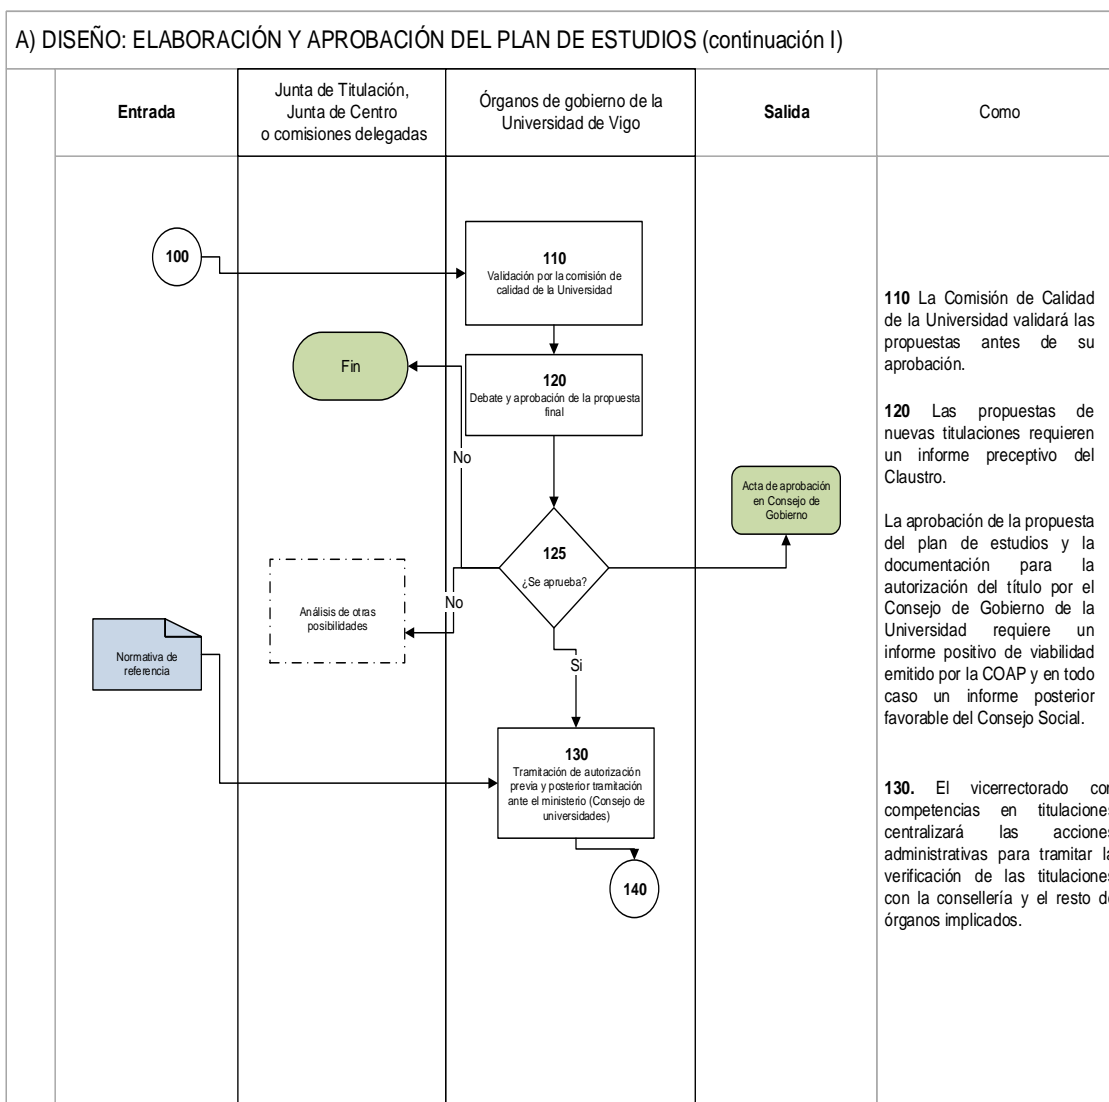 A) DISEÑO: ELABORACIÓN Y APROBACIÓN DEL PLAN DE ESTUDIOS (continuación I)
Entrada
Junta de Titulación,
Junta de Centro
o comisiones delegadas
Órganos de gobierno de la
Universidad de Vigo
Salida
Como
100
110
Validación por la comisión de
calidad de la Universidad
Fin
120
Debate y aprobación de la propuesta
final
No
Acta de aprobación
en Consejo de
Gobierno
125
¿Se aprueba?
No
Análisis de otras
posibilidades
Normativa de
referencia
Si
130
Tramitación de autorización
previa y posterior tramitación
ante el ministerio (Consejo de
universidades)
140
110 La Comisión de Calidad
de la Universidad validará las
propuestas antes de su
aprobación.
120 Las propuestas de
nuevas titulaciones requieren
un informe preceptivo del
Claustro.
La aprobación de la propuesta
del plan de estudios y la
documentación para la
autorización del título por el
Consejo de Gobierno de la
Universidad requiere un
informe positivo de viabilidad
emitido por la COAP y en todo
caso un informe posterior
favorable del Consejo Social.
130. El vicerrectorado con
competencias en titulaciones
centralizará las acciones
administrativas para tramitar la
verificación de las titulaciones
con la consellería y el resto de
órganos implicados.